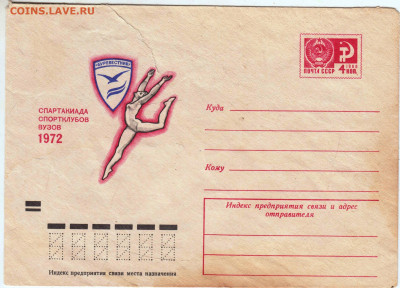 COINS.LAVE.RU
БУРЕВЕСТНИК
СПАРТАКИАДА
СПОРТКЛУБОВ
ВУЗОВ
1972
1966
ПОЧТА СССР
4 КОП.
Куда
Кому
Индекс предприятия связи и адрес
отправителя
Индекс предприятия связи места назначения